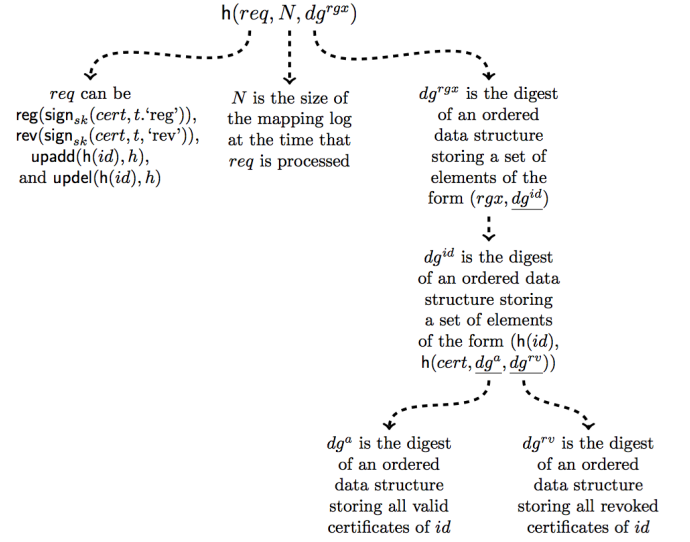 h(req, N, dg^{rgx})
req can be
reg(sign_{sk}(cert, t.‘reg’)),
rev(sign_{sk}(cert, t, ‘rev’)),
upadd(h(id), h),
and updel(h(id), h)
N is the size of
the mapping log
at the time that
req is processed
dg^{rgx} is the digest
of an ordered
data structure
storing a set of
elements of the
form (rgx, dg^{id})
dg^{id} is the digest
of an ordered data
structure storing
a set of elements
of the form (h(id),
h(cert, dg^{a}, dg^{rv}))
dg^{a} is the digest
of an ordered
data structure
storing all valid
certificates of id
dg^{rv} is the digest
of an ordered
data structure
storing all revoked
certificates of id